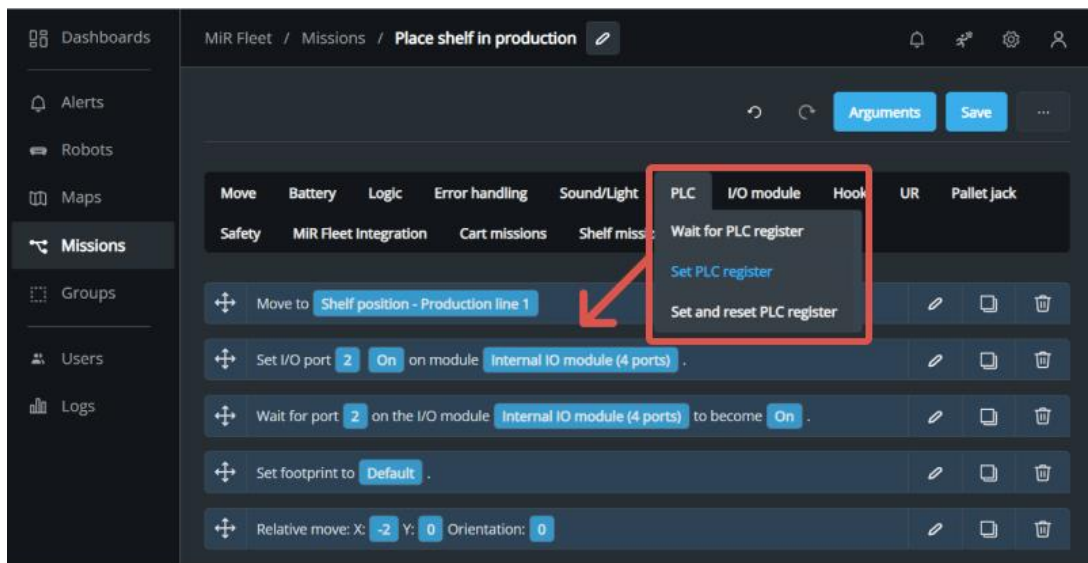 Dashboards
MiR Fleet / Missions / Place shelf in production
Alerts
Arguments
Save
...
Robots
Maps
Move Battery Logic Error handling Sound/Light PLC I/O module Hook UR Pallet jack
Safety MiR Fleet Integration Cart missions Shelf
Missions
Wait for PLC register
Set PLC register
Set and reset PLC register
Groups
Move to Shelf position - Production line 1
Users
Set I/O port 2 On on module Internal IO module (4 ports) .
Logs
Wait for port 2 on the I/O module Internal IO module (4 ports) to become On .
Set footprint to Default .
Relative move: X: -2 Y: 0 Orientation: 0